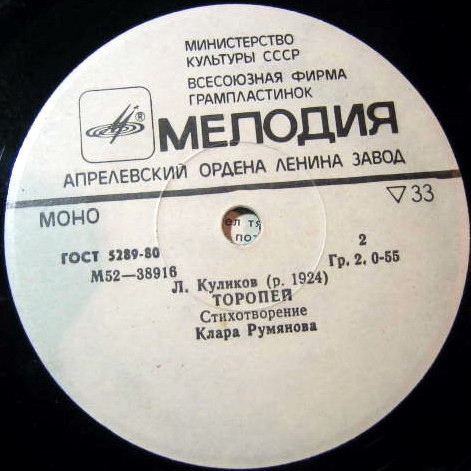 МИНИСТЕРСТВО
КУЛЬТУРЫ СССР
ВСЕСОЮЗНАЯ ФИРМА
ГРАМПЛАСТИНОК
®
МЕЛОДИЯ
АПРЕЛЕВСКИЙ ОРДЕНА ЛЕНИНА ЗАВОД
МОНО ▽33
ГОСТ 5289-80 2
М52—38916 Гр. 2. 0-55
Л. Куликов (р. 1924)
ТОРОПЕЙ
Стихотворение
Клара Румянова